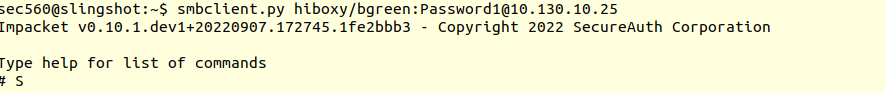 sec560@slingshot:~$ smbclient.py hiboxy/bgreen:Password1@10.130.10.25
Impacket v0.10.1.dev1+20220907.172745.1fe2bbb3 - Copyright 2022 SecureAuth Corporation

Type help for list of commands
# S